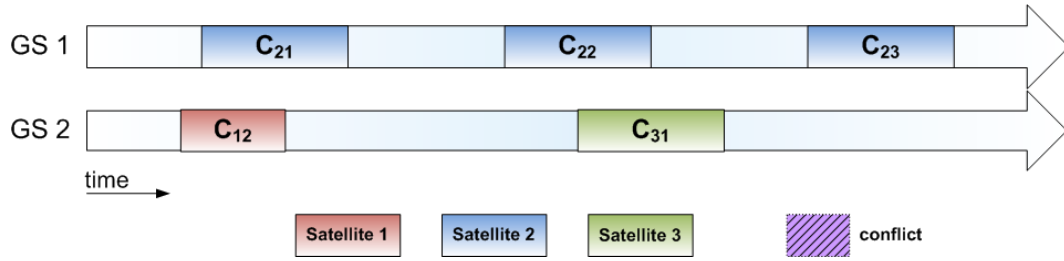 GS 1
C₂₁
C₂₂
C₂₃
GS 2
C₁₂
C₃₁
time
Satellite 1
Satellite 2
Satellite 3
conflict